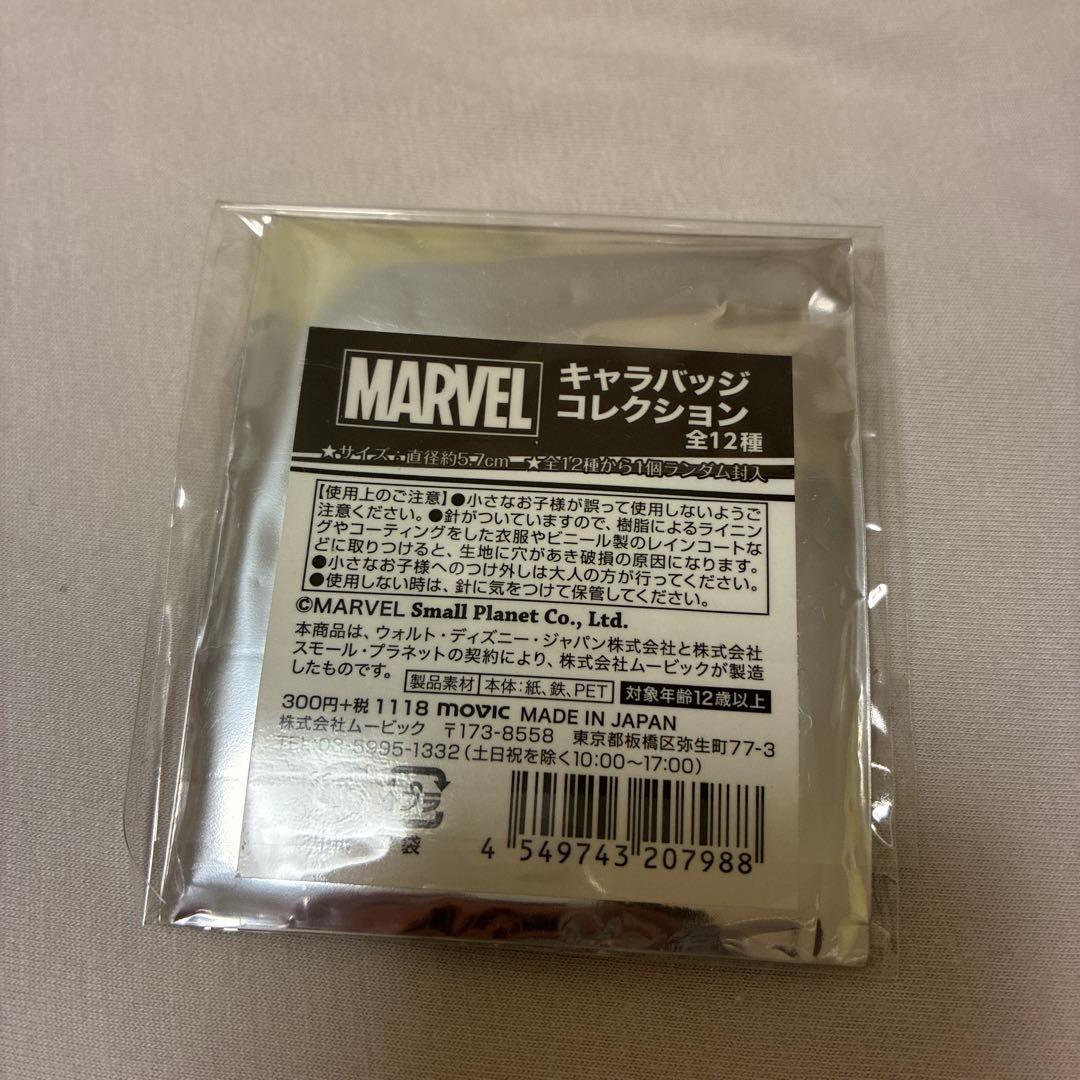 MARVEL
キャラバッジ
コレクション
全12種
★サイズ:直径約5.7cm ★全12種から1個ランダム封入
【使用上のご注意】●小さなお子様が誤って使用しないようご
注意ください。●針がついていますので、樹脂によるライニン
グやコーティングをした衣服やビニール製のレインコートな
どに取りつけると、生地に穴があき破損の原因になります。
●小さなお子様へのつけ外しは大人の方が行ってください。
●使用しない時は、針に気をつけて保管してください。
©MARVEL Small Planet Co., Ltd.
本商品は、ウォルト・ディズニー・ジャパン株式会社と株式会社
スモール・プラネットの契約により、株式会社ムービックが製造
したものです。 製品素材 本体:紙、鉄、PET 対象年齢12歳以上
300円+税 1118 movic MADE IN JAPAN
株式会社ムービック 〒173-8558 東京都板橋区弥生町77-3
TEL 03-5995-1332(土日祝を除く10:00〜17:00)
プラ
袋
4 549743 207988